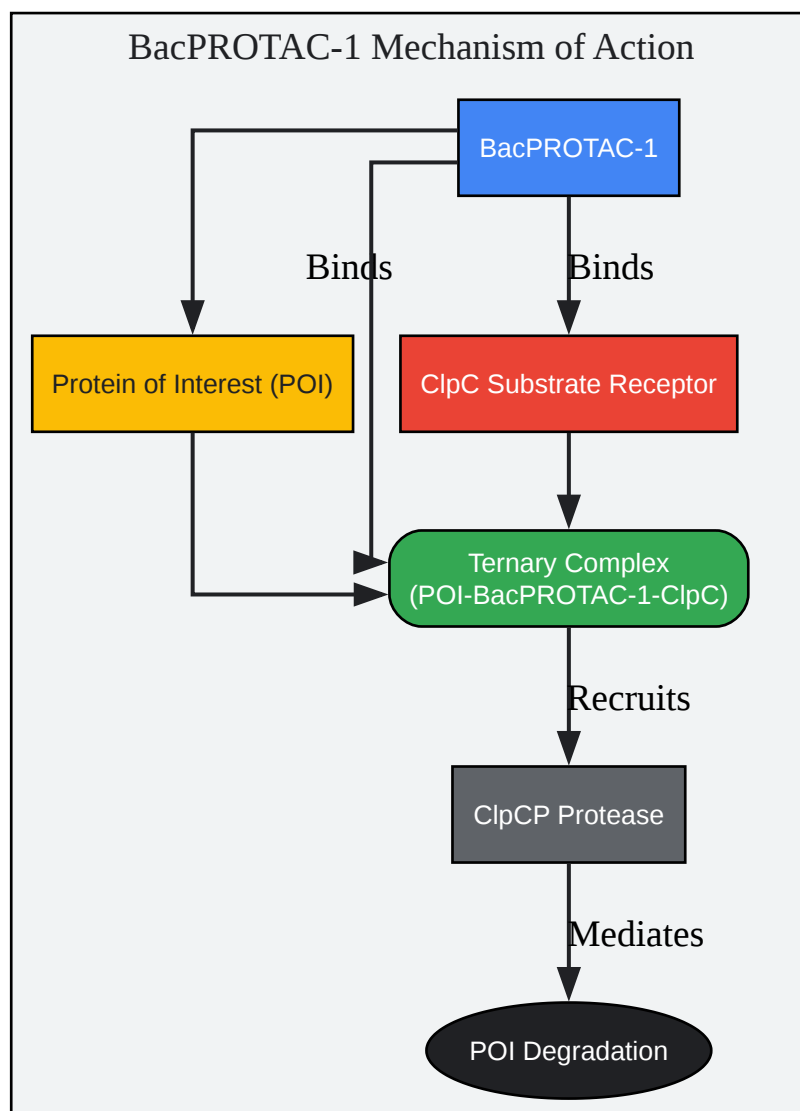 BacPROTAC-1 Mechanism of Action
BacPROTAC-1
Binds
Binds
Protein of Interest (POI)
ClpC Substrate Receptor
Ternary Complex
(POI-BacPROTAC-1-ClpC)
Recruits
ClpCP Protease
Mediates
POI Degradation